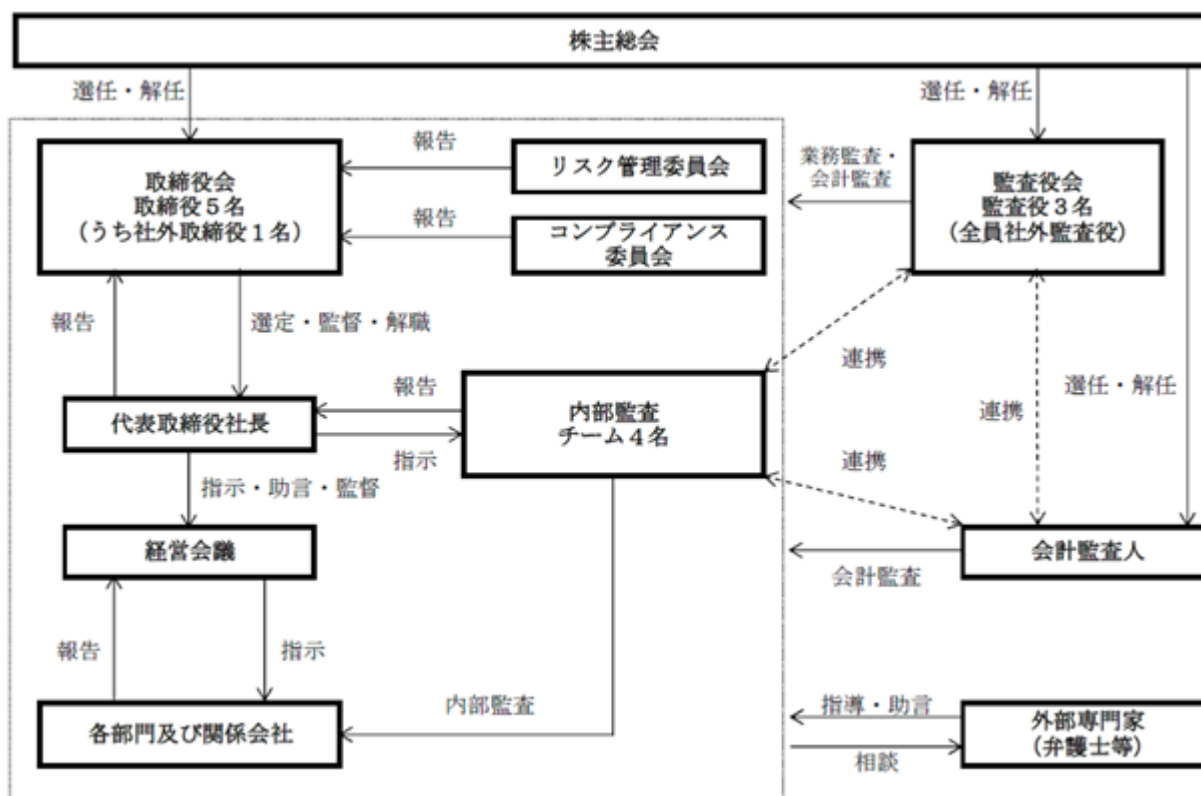 株主総会
選任・解任
選任・解任
取締役会
取締役５名
(うち社外取締役１名)
報告
リスク管理委員会
報告
コンプライアンス
委員会
業務監査・
会計監査
監査役会
監査役３名
(全員社外監査役)
報告
選定・監督・解職
連携
選任・解任
連携
代表取締役社長
報告
指示
内部監査
チーム４名
連携
指示・助言・監督
経営会議
会計監査人
会計監査
報告
指示
内部監査
各部門及び関係会社
指導・助言
相談
外部専門家
(弁護士等)